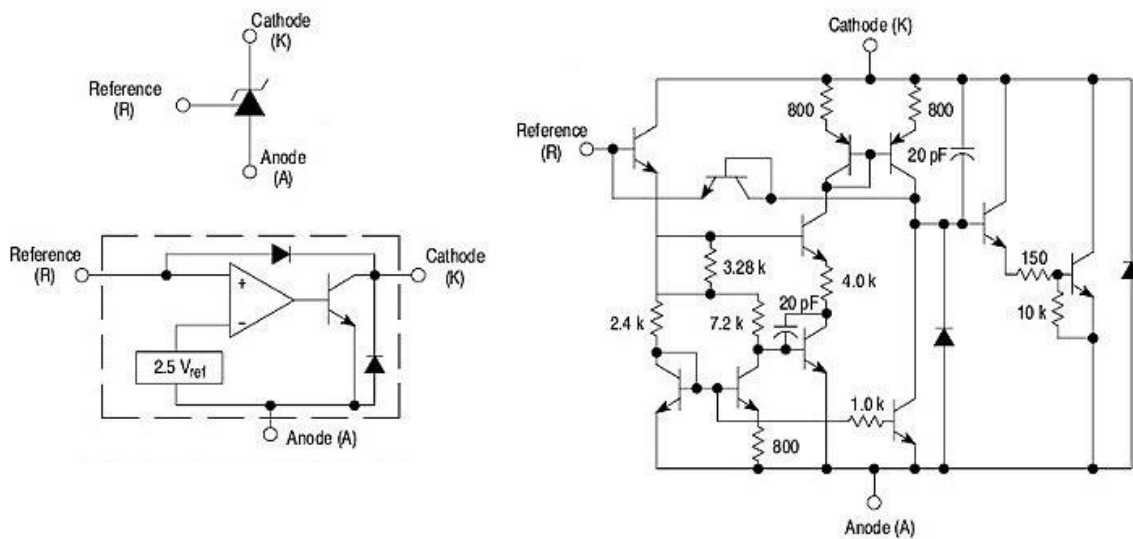 Cathode
(K)
Reference
(R)
Anode
(A)
Reference
(R)
Cathode
(K)
+
–
2.5 Vref
Anode (A)
Cathode (K)
800
800
Reference
(R)
20 pF
3.28 k
4.0 k
150
20 pF
2.4 k
7.2 k
10 k
1.0 k
800
Anode (A)